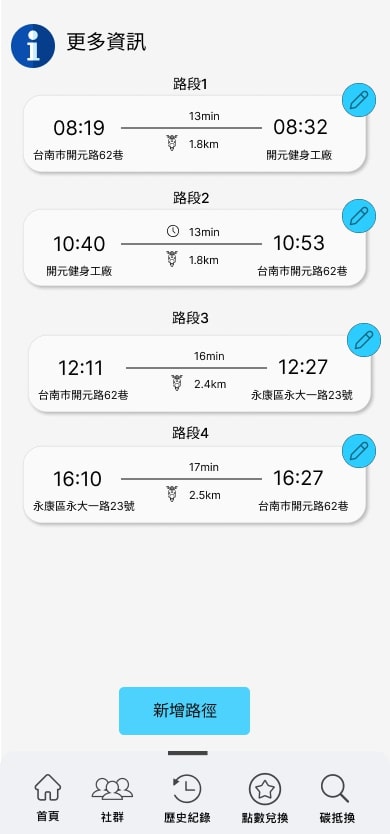 更多資訊
路段1
13min
08:19
08:32
1.8km
台南市開元路62巷
開元健身工廠
路段2
13min
10:40
10:53
1.8km
開元健身工廠
台南市開元路62巷
路段3
16min
12:11
12:27
2.4km
台南市開元路62巷
永康區永大一路23號
路段4
17min
16:10
16:27
2.5km
永康區永大一路23號
台南市開元路62巷
新增路徑
首頁
社群
歷史紀錄
點數兌換
碳抵換